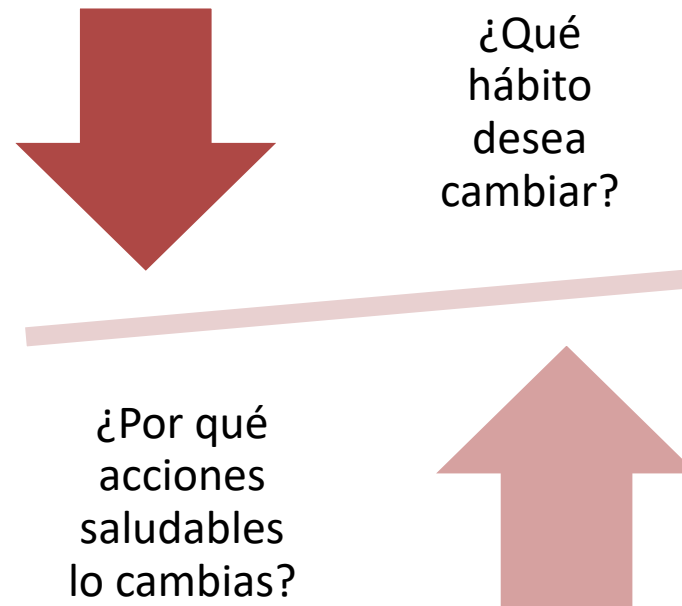 ¿Qué
hábito
desea
cambiar?
¿Por qué
acciones
saludables
lo cambias?